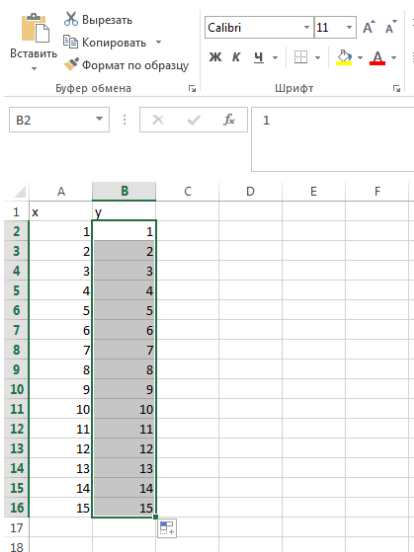 Вставить
Вырезать
Копировать
Формат по образцу
Буфер обмена
Calibri 11 A A
Ж К Ч A
Шрифт
B2 fx 1
A B C D E F
1 x y
2 1 1
3 2 2
4 3 3
5 4 4
6 5 5
7 6 6
8 7 7
9 8 8
10 9 9
11 10 10
12 11 11
13 12 12
14 13 13
15 14 14
16 15 15
17
18